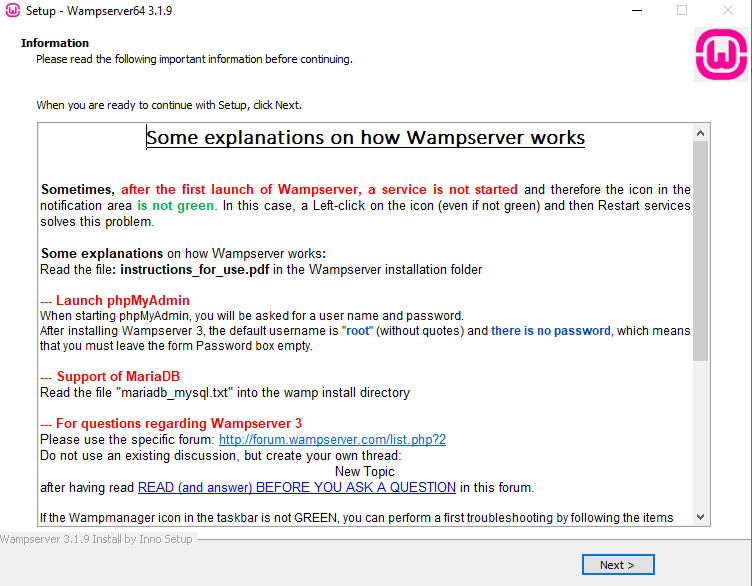 Setup - Wampserver64 3.1.9
Information
Please read the following important information before continuing.
When you are ready to continue with Setup, click Next.
Some explanations on how Wampserver works
Sometimes, after the first launch of Wampserver, a service is not started and therefore the icon in the
notification area is not green. In this case, a Left-click on the icon (even if not green) and then Restart services
solves this problem.
Some explanations on how Wampserver works:
Read the file: instructions_for_use.pdf in the Wampserver installation folder
--- Launch phpMyAdmin
When starting phpMyAdmin, you will be asked for a user name and password.
After installing Wampserver 3, the default username is "root" (without quotes) and there is no password, which means
that you must leave the form Password box empty.
--- Support of MariaDB
Read the file "mariadb_mysql.txt" into the wamp install directory
--- For questions regarding Wampserver 3
Please use the specific forum: http://forum.wampserver.com/list.php?2
Do not use an existing discussion, but create your own thread:
New Topic
after having read READ (and answer) BEFORE YOU ASK A QUESTION in this forum.
If the Wampmanager icon in the taskbar is not GREEN, you can perform a first troubleshooting by following the items
Wampserver 3.1.9 Install by Inno Setup
Next >